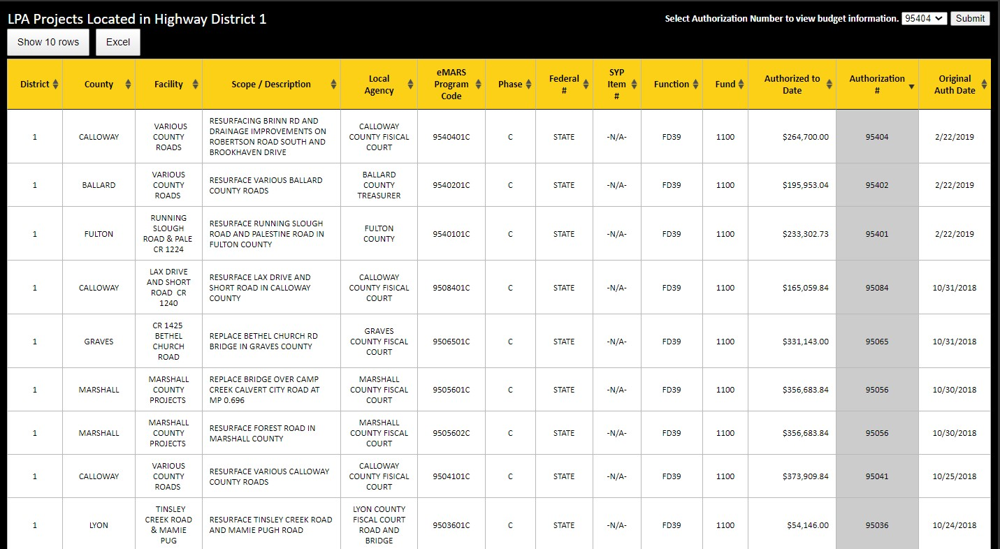 LPA Projects Located in Highway District 1
Select Authorization Number to view budget information. 95404 Submit
Show 10 rows Excel
District County Facility Scope / Description Local Agency eMARS Program Code Phase Federal # SYP Item # Function Fund Authorized to Date Authorization # Original Auth Date
1 CALLOWAY VARIOUS COUNTY ROADS RESURFACING BRINN RD AND DRAINAGE IMPROVEMENTS ON ROBERTSON ROAD SOUTH AND BROOKHAVEN DRIVE CALLOWAY COUNTY FISICAL COURT 9540401C C STATE -N/A- FD39 1100 $264,700.00 95404 2/22/2019
1 BALLARD VARIOUS COUNTY ROADS RESURFACE VARIOUS BALLARD COUNTY ROADS BALLARD COUNTY TREASURER 9540201C C STATE -N/A- FD39 1100 $195,953.04 95402 2/22/2019
1 FULTON RUNNING SLOUGH ROAD & PALE CR 1224 RESURFACE RUNNING SLOUGH ROAD AND PALESTINE ROAD IN FULTON COUNTY FULTON COUNTY 9540101C C STATE -N/A- FD39 1100 $233,302.73 95401 2/22/2019
1 CALLOWAY LAX DRIVE AND SHORT ROAD CR 1240 RESURFACE LAX DRIVE AND SHORT ROAD IN CALLOWAY COUNTY CALLOWAY COUNTY FISICAL COURT 9508401C C STATE -N/A- FD39 1100 $165,059.84 95084 10/31/2018
1 GRAVES CR 1425 BETHEL CHURCH ROAD REPLACE BETHEL CHURCH RD BRIDGE IN GRAVES COUNTY GRAVES COUNTY FISCAL COURT 9506501C C STATE -N/A- FD39 1100 $331,143.00 95065 10/31/2018
1 MARSHALL MARSHALL COUNTY PROJECTS REPLACE BRIDGE OVER CAMP CREEK CALVERT CITY ROAD AT MP 0.696 MARSHALL COUNTY FISCAL COURT 9505601C C STATE -N/A- FD39 1100 $356,683.84 95056 10/30/2018
1 MARSHALL MARSHALL COUNTY PROJECTS RESURFACE FOREST ROAD IN MARSHALL COUNTY MARSHALL COUNTY FISCAL COURT 9505602C C STATE -N/A- FD39 1100 $356,683.84 95056 10/30/2018
1 CALLOWAY VARIOUS COUNTY ROADS RESURFACE VARIOUS CALLOWAY COUNTY ROADS CALLOWAY COUNTY FISICAL COURT 9504101C C STATE -N/A- FD39 1100 $373,909.84 95041 10/25/2018
1 LYON TINSLEY CREEK ROAD & MAMIE PUG RESURFACE TINSLEY CREEK ROAD AND MAMIE PUGH ROAD LYON COUNTY FISCAL COURT ROAD AND BRIDGE 9503601C C STATE -N/A- FD39 1100 $54,146.00 95036 10/24/2018